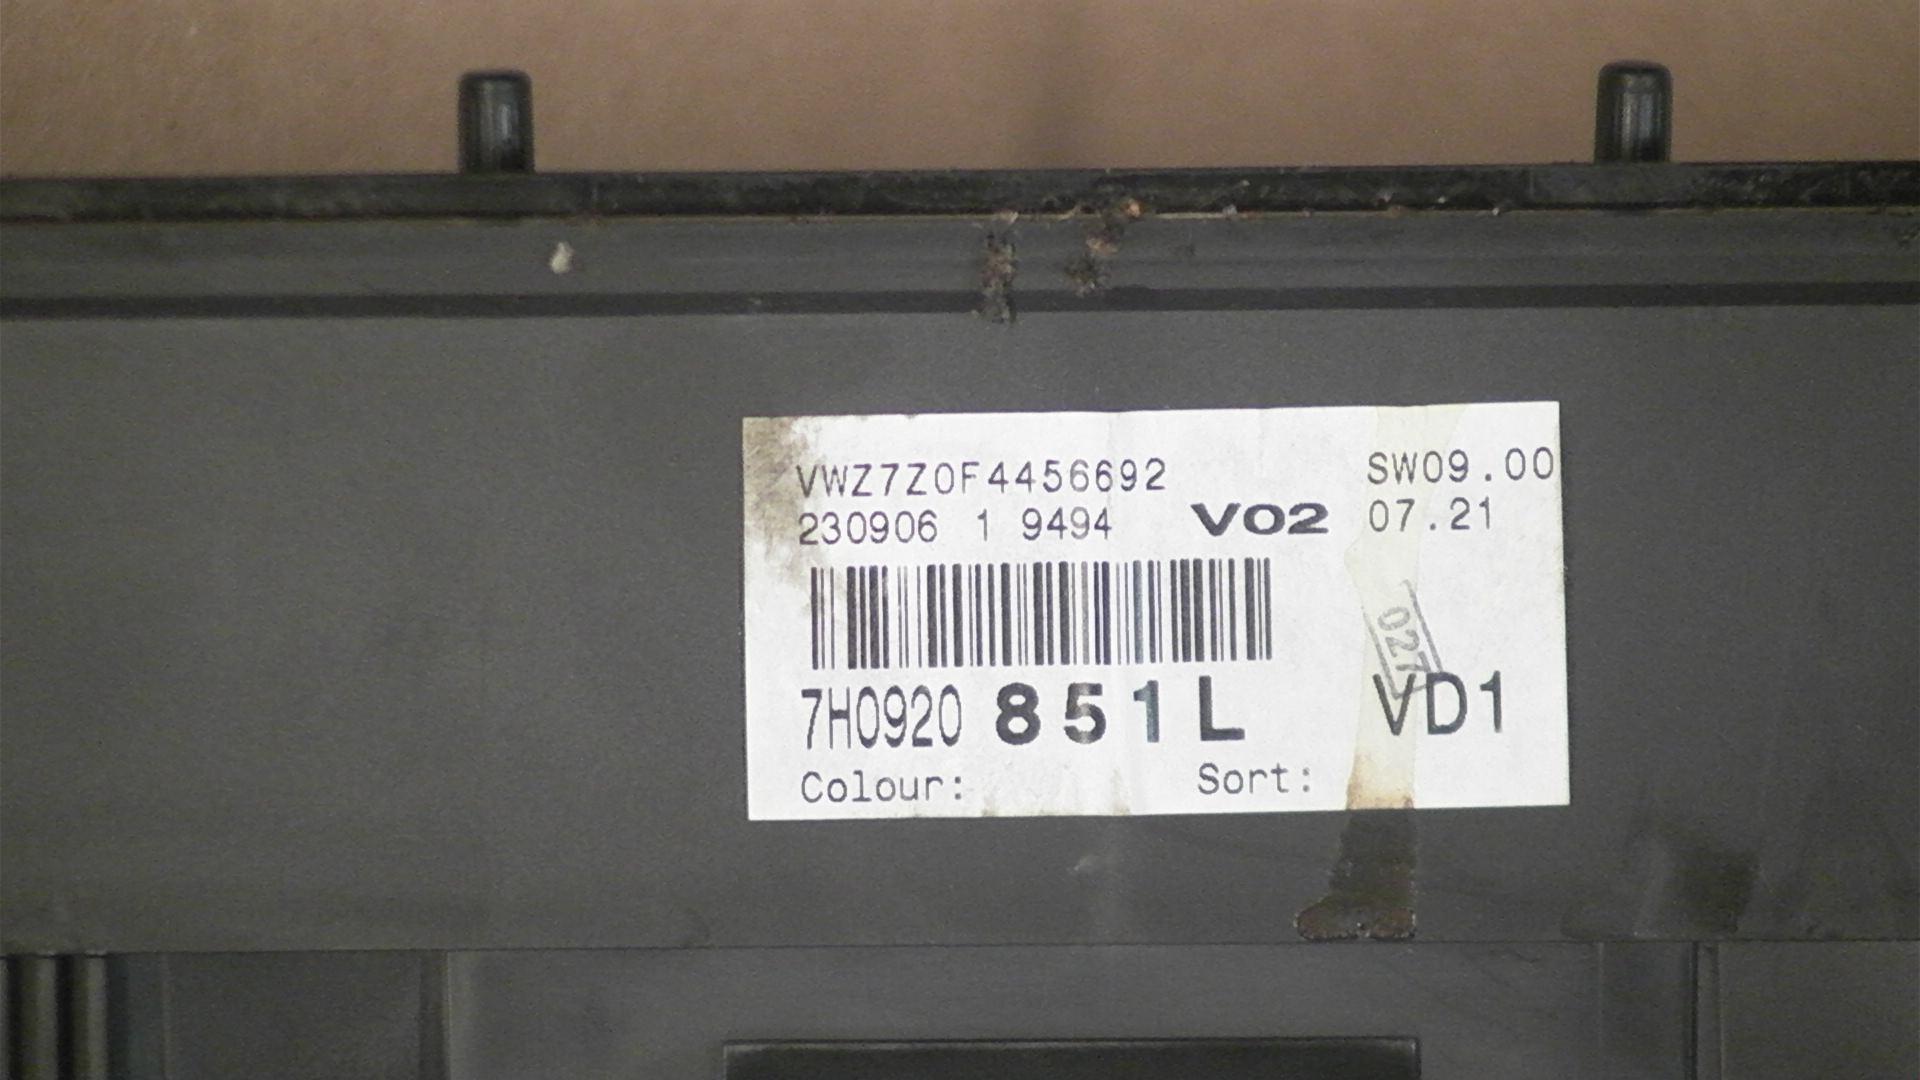 VWZ7Z0F4456692 SW09.00
230906 1 9494 V02 07.21
027
7H0920 851L VD1
Colour: Sort: